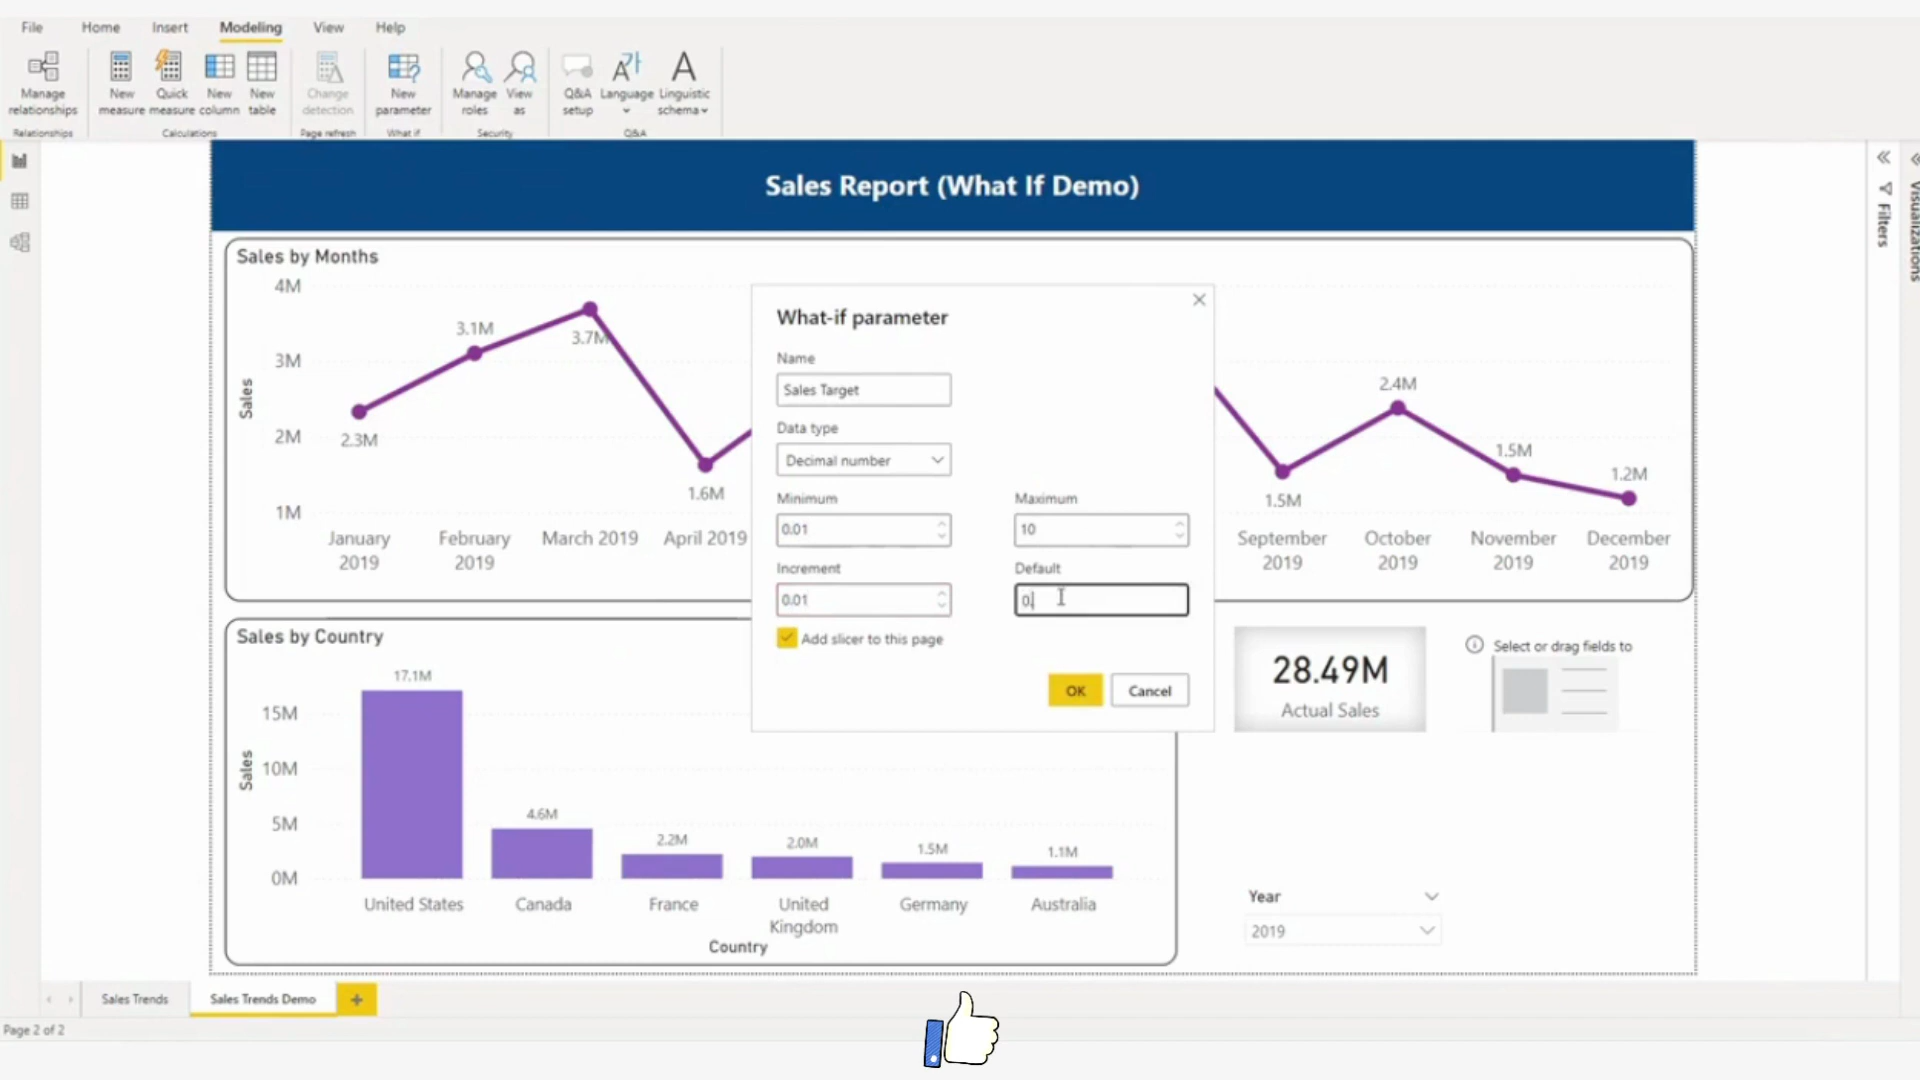 File Home Insert Modeling View Help
Manage relationships
New measure
Quick measure
New column
New table
Change detection
New parameter
Manage roles
View as
Q&A setup
Language
Linguistic schema
Relationships Calculations Page refresh What if Security Q&A
Sales Report (What If Demo)
Filters
Visualizations
Sales by Months
4M
3M
2M
1M
Sales
2.3M
3.1M
3.7M
1.6M
1.5M
2.4M
1.5M
1.2M
January 2019
February 2019
March 2019
April 2019
September 2019
October 2019
November 2019
December 2019
What-if parameter
Name
Sales Target
Data type
Decimal number
Minimum Maximum
0.01 10
Increment Default
0.01 0.
Add slicer to this page
OK Cancel
Sales by Country
15M
10M
5M
0M
Sales
17.1M
4.6M
2.2M
2.0M
1.5M
1.1M
United States
Canada
France
United Kingdom
Germany
Australia
Country
28.49M
Actual Sales
Select or drag fields to
Year
2019
Sales Trends Sales Trends Demo +
Page 2 of 2